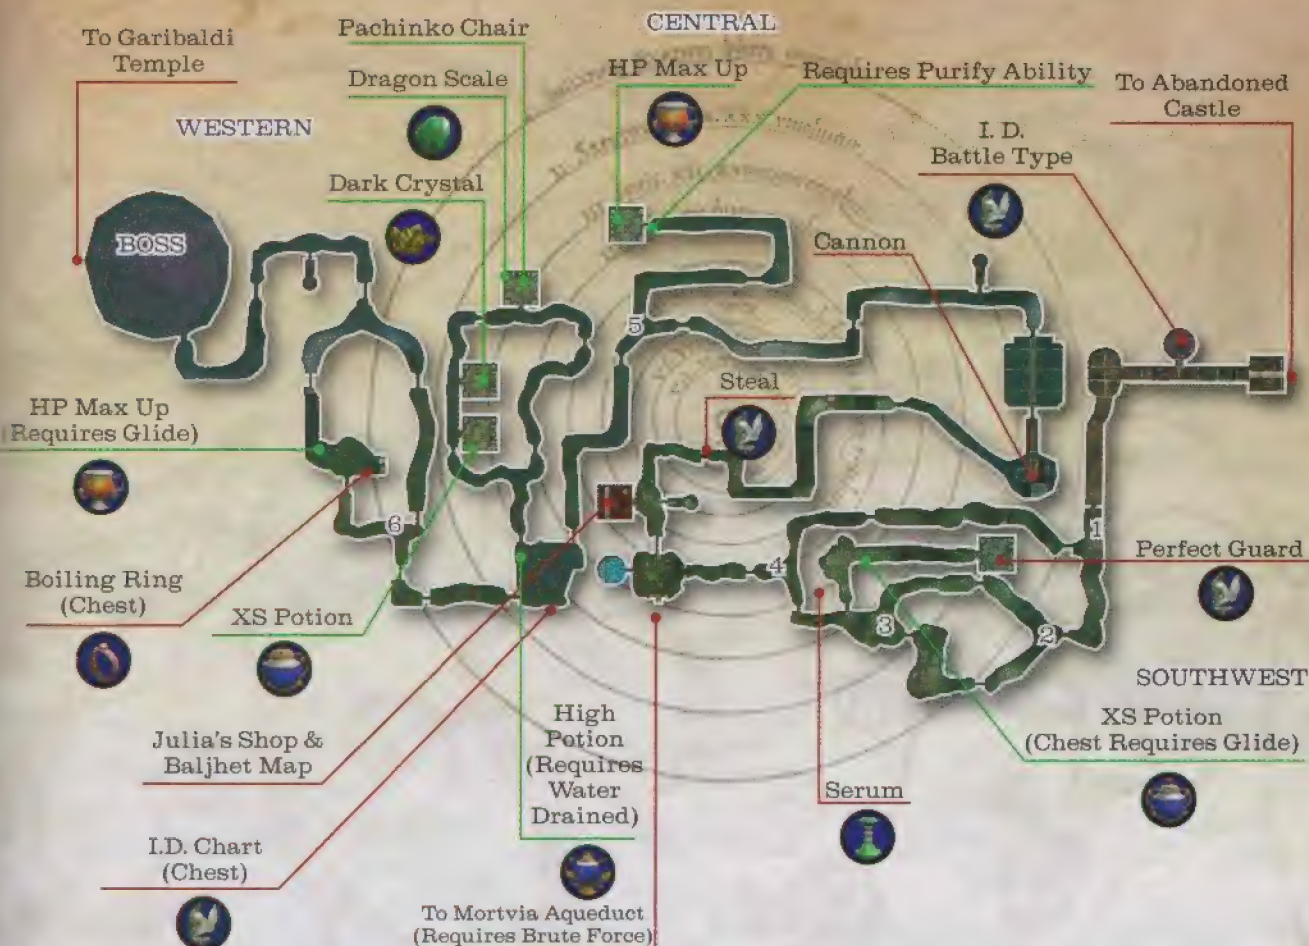 CENTRAL
Pachinko Chair
To Garibaldi
Temple
Dragon Scale
HP Max Up
Requires Purify Ability
To Abandoned
Castle
WESTERN
I. D.
Battle Type
Dark Crystal
BOSS
Cannon
5
Steal
HP Max Up
(Requires Glide)
6
1
4
Perfect Guard
Boiling Ring
(Chest)
XS Potion
3
2
SOUTHWEST
High
Potion
(Requires
Water
Drained)
XS Potion
(Chest Requires Glide)
Julia's Shop &
Baljhet Map
Serum
I.D. Chart
(Chest)
To Mortvia Aqueduct
(Requires Brute Force)